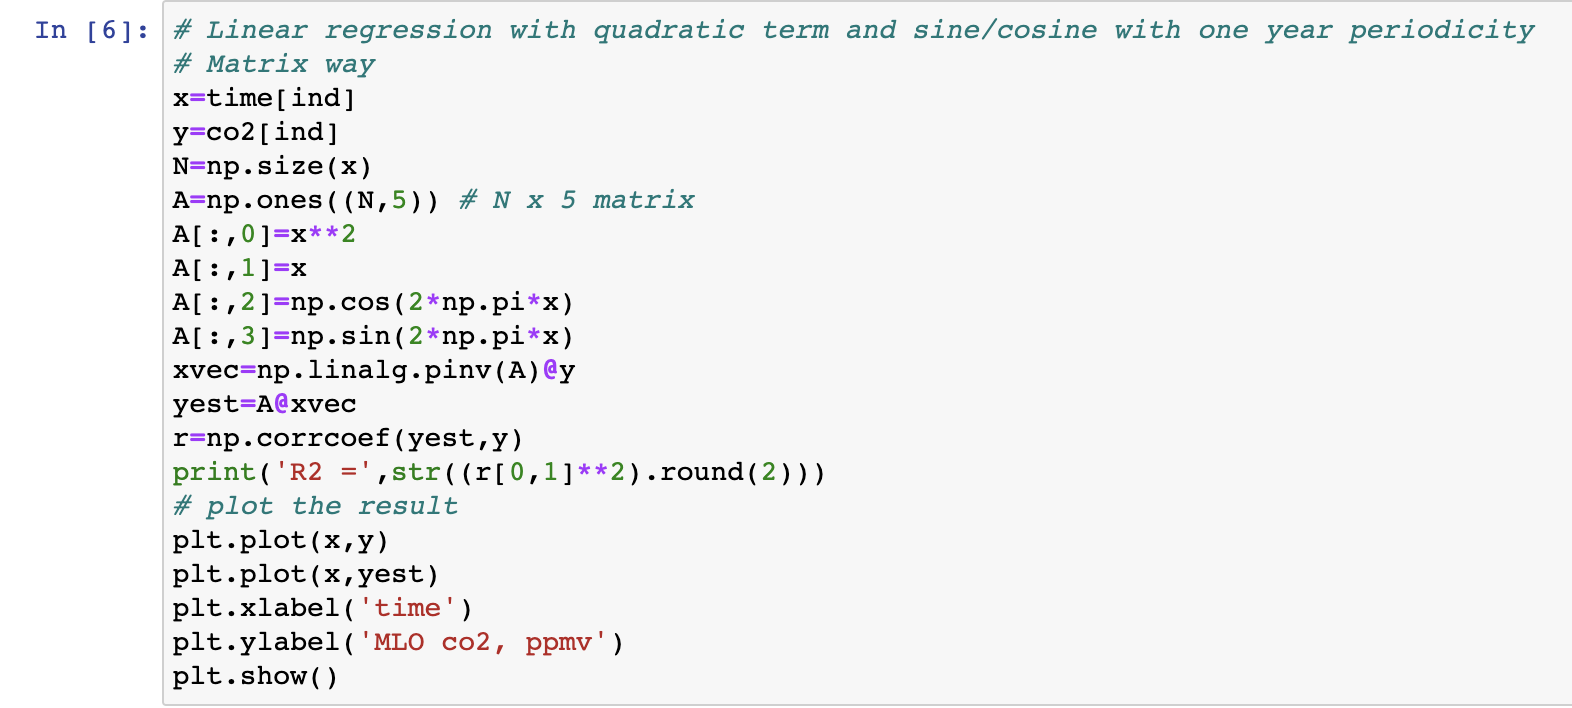 In [6]: # Linear regression with quadratic term and sine/cosine with one year periodicity
# Matrix way
x=time[ind]
y=co2[ind]
N=np.size(x)
A=np.ones((N,5)) # N x 5 matrix
A[:,0]=x**2
A[:,1]=x
A[:,2]=np.cos(2*np.pi*x)
A[:,3]=np.sin(2*np.pi*x)
xvec=np.linalg.pinv(A)@y
yest=A@xvec
r=np.corrcoef(yest,y)
print('R2 =',str((r[0,1]**2).round(2)))
# plot the result
plt.plot(x,y)
plt.plot(x,yest)
plt.xlabel('time')
plt.ylabel('MLO co2, ppmv')
plt.show()